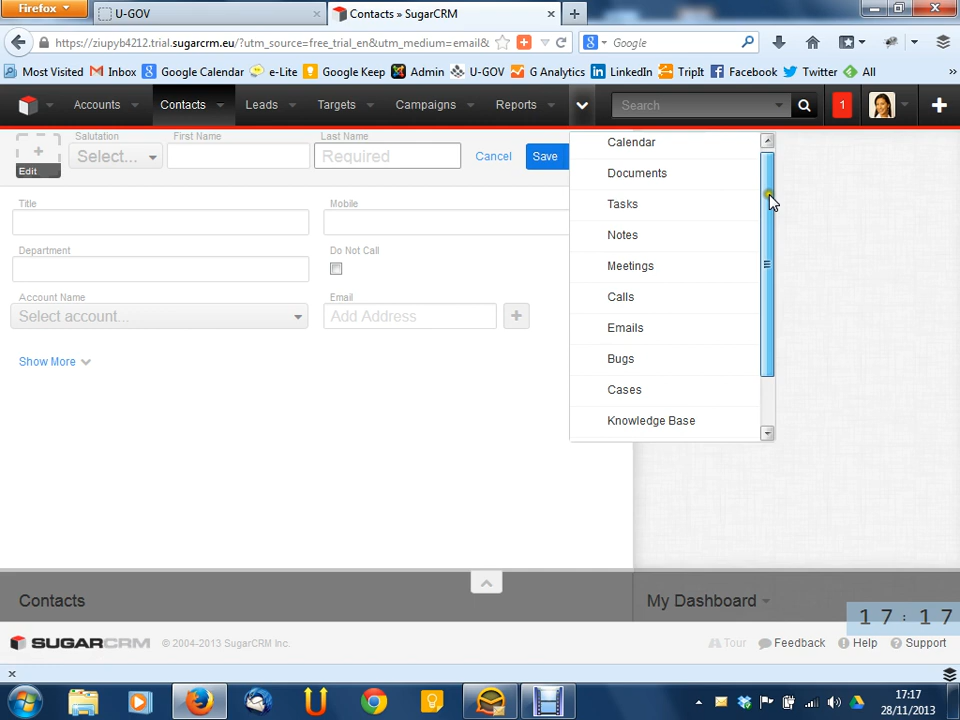 Firefox
U-GOV
Contacts » SugarCRM
https://ziupyb4212.trial.sugarcrm.eu/?utm_source=free_trial_en&utm_medium=email&
Google
Most Visited
Inbox
Google Calendar
e-Lite
Google Keep
Admin
U-GOV
G Analytics
LinkedIn
TripIt
Facebook
Twitter
All
»
Accounts
Contacts
Leads
Targets
Campaigns
Reports
Search
1
Edit
Salutation
Select...
First Name
Last Name
Required
Cancel
Save
Title
Mobile
Department
Do Not Call
Account Name
Select account...
Email
Add Address
Show More
Calendar
Documents
Tasks
Notes
Meetings
Calls
Emails
Bugs
Cases
Knowledge Base
Contacts
My Dashboard
17:17
SUGARCRM
© 2004-2013 SugarCRM Inc.
Tour
Feedback
Help
Support
17:17
28/11/2013